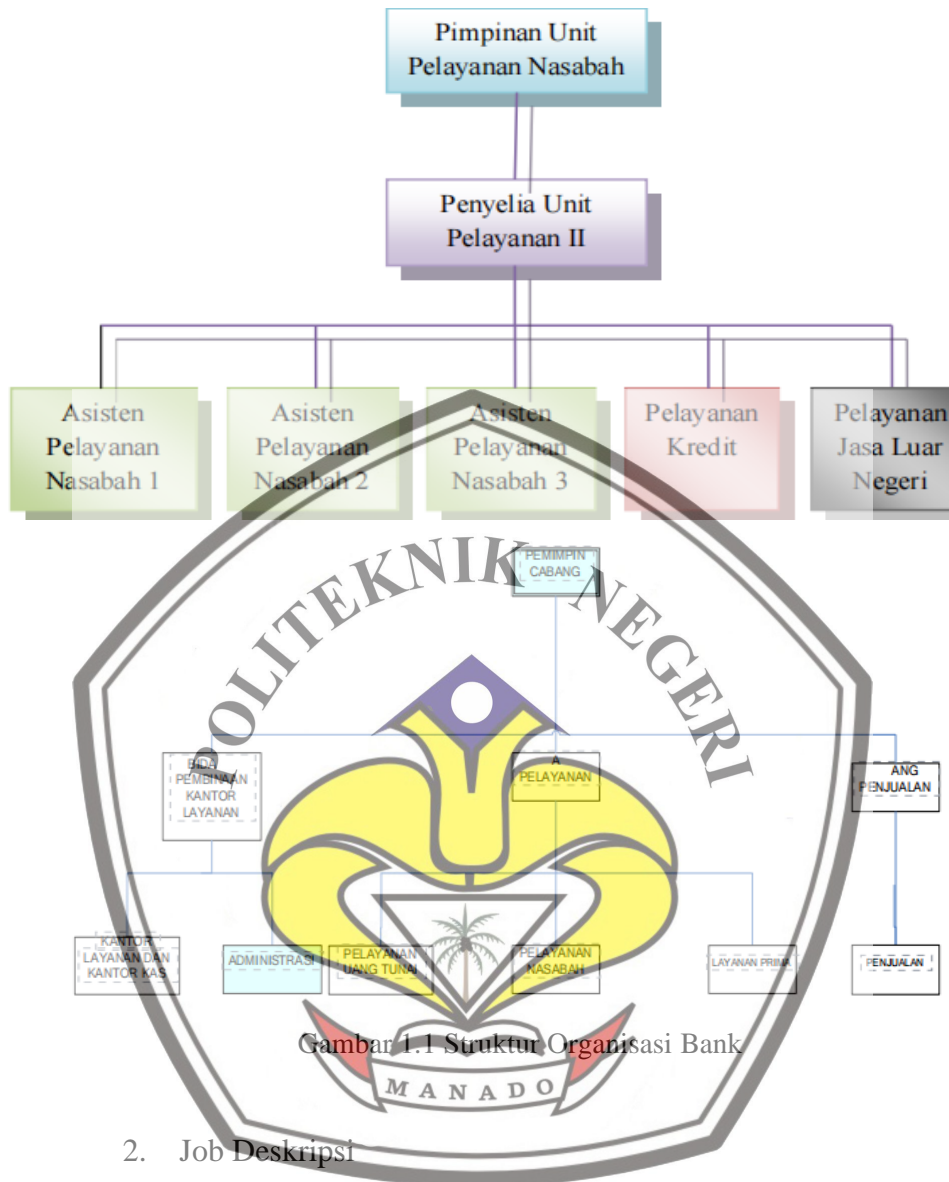 Pimpinan Unit
Pelayanan Nasabah
Penyelia Unit
Pelayanan II
Asisten
Pelayanan
Nasabah 1
Asisten
Pelayanan
Nasabah 2
Asisten
Pelayanan
Nasabah 3
Pelayanan
Kredit
Pelayanan
Jasa Luar
Negeri
POLITEKNIK NEGERI
PEMIMPIN
CABANG
BIDA
PEMBINAAN
KANTOR
LAYANAN
A
PELAYANAN
ANG
PENJUALAN
KANTOR
LAYANAN DAN
KANTOR KAS
ADMINISTRASI
PELAYANAN
UANG TUNAI
PELAYANAN
NASABAH
LAYANAN PRIMA
PENJUALAN
Gambar 1.1 Struktur Organisasi Bank
MANADO
2. Job Deskripsi